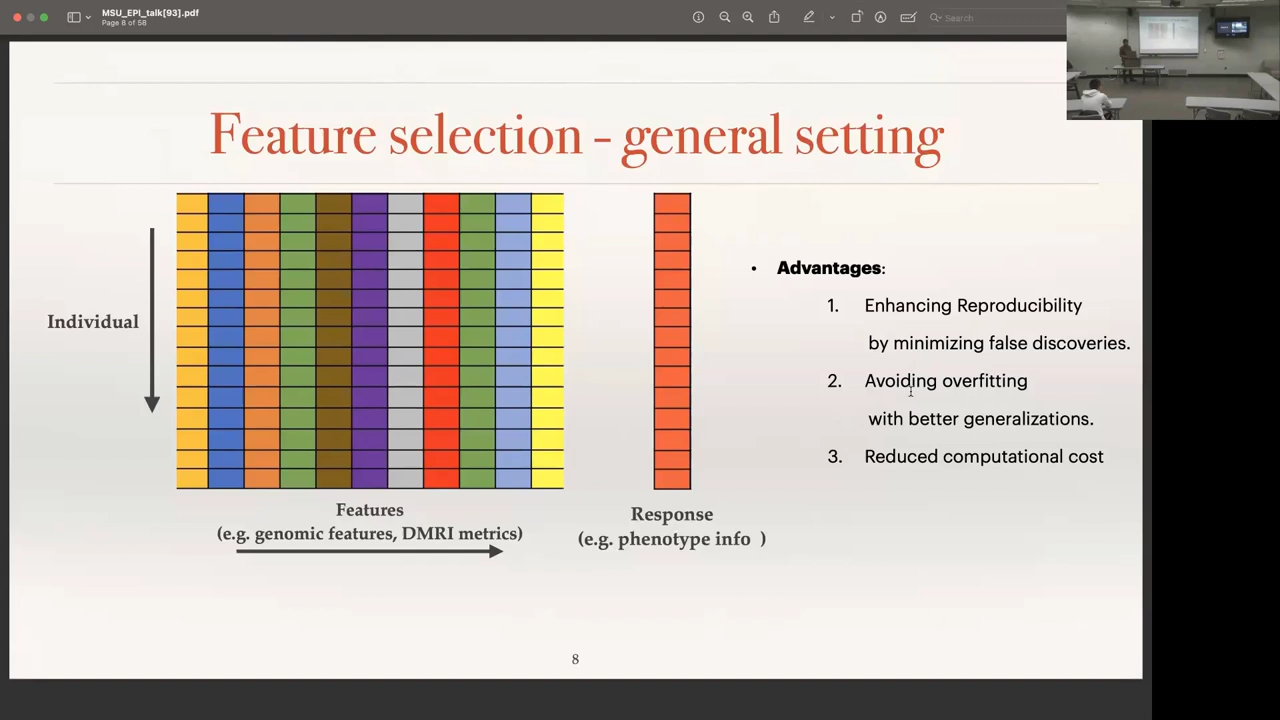 MSU_EPI_talk[93].pdf
Page 8 of 58
Search
Feature selection - general setting
Individual
Features
(e.g. genomic features, DMRI metrics)
Response
(e.g. phenotype info )
• Advantages:
1. Enhancing Reproducibility
by minimizing false discoveries.
2. Avoiding overfitting
with better generalizations.
3. Reduced computational cost
8